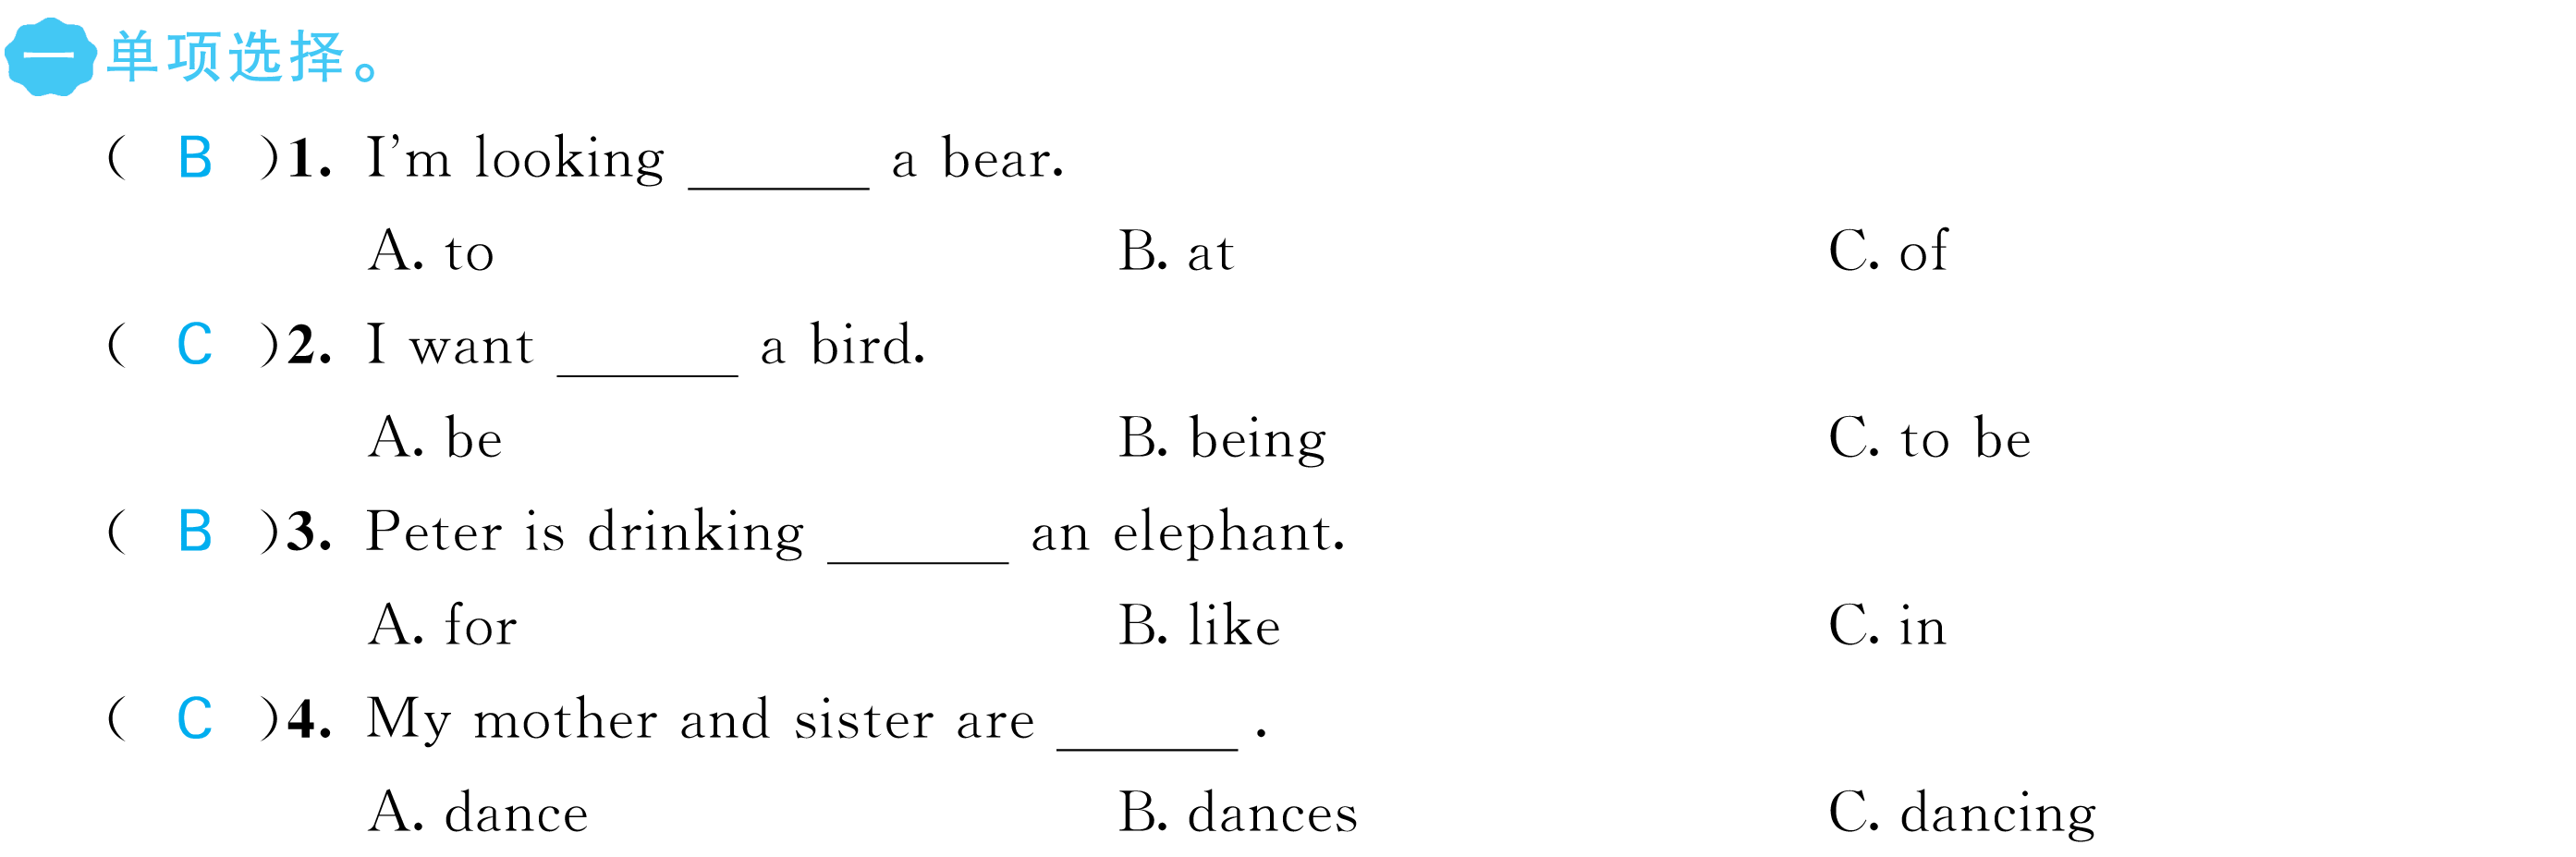 一 单项选择。
( B )1. I'm looking ______ a bear.
A. to B. at C. of
( C )2. I want ______ a bird.
A. be B. being C. to be
( B )3. Peter is drinking ______ an elephant.
A. for B. like C. in
( C )4. My mother and sister are ______ .
A. dance B. dances C. dancing